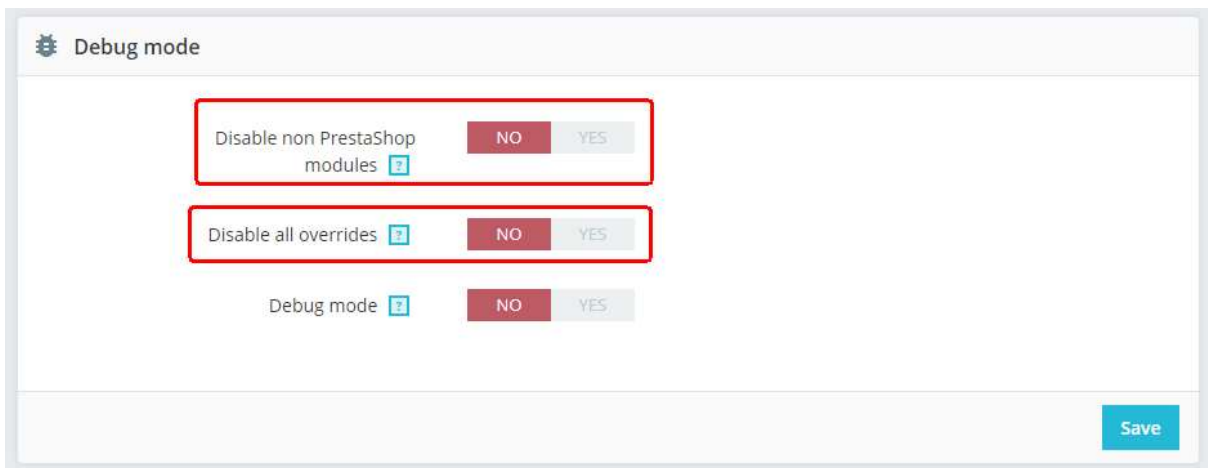 Debug mode
Disable non PrestaShop NO YES
modules ?
Disable all overrides ? NO YES
Debug mode ? NO YES
Save